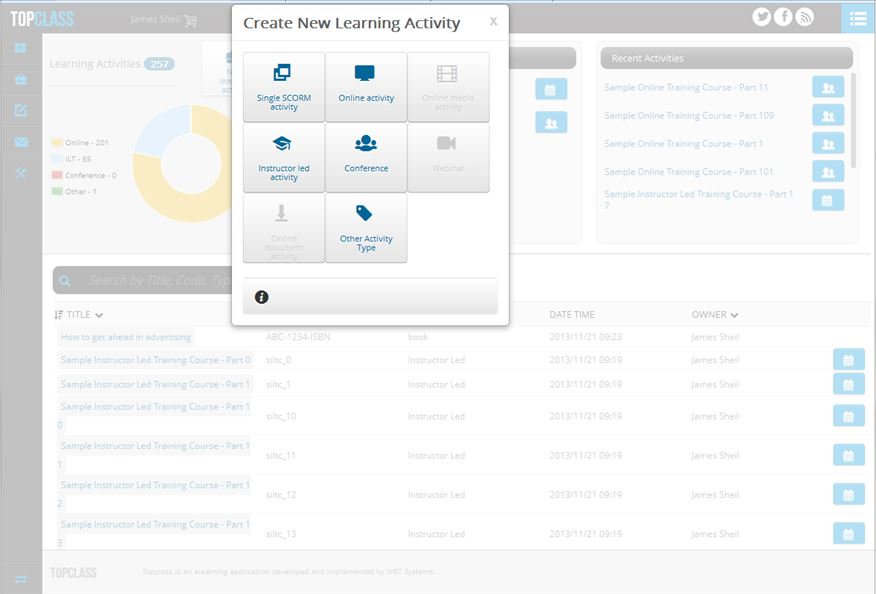 TOPCLASS
James Sheil
Create New Learning Activity
X
Learning Activities 257
Online - 201
ILT - 55
Conference - 0
Other - 1
Single SCORM
activity
Online activity
Online media
activity
Instructor led
activity
Conference
Webinar
Online
document
activity
Other Activity
Type
Recent Activities
Sample Online Training Course - Part 11
Sample Online Training Course - Part 109
Sample Online Training Course - Part 1
Sample Online Training Course - Part 101
Sample Instructor Led Training Course - Part 1
7
Search by Title, Code, Typ
TITLE DATE TIME OWNER
How to get ahead in advertising ABC-1234-ISBN book 2013/11/21 09:23 James Sheil
Sample Instructor Led Training Course - Part 0 siltc_0 Instructor Led 2013/11/21 09:19 James Sheil
Sample Instructor Led Training Course - Part 1 siltc_1 Instructor Led 2013/11/21 09:19 James Sheil
Sample Instructor Led Training Course - Part 1
0 siltc_10 Instructor Led 2013/11/21 09:19 James Sheil
Sample Instructor Led Training Course - Part 1
1 siltc_11 Instructor Led 2013/11/21 09:19 James Sheil
Sample Instructor Led Training Course - Part 1
2 siltc_12 Instructor Led 2013/11/21 09:19 James Sheil
Sample Instructor Led Training Course - Part 1
3 siltc_13 Instructor Led 2013/11/21 09:19 James Sheil
TOPCLASS Topclass is an elearning application developed and implemented by WBT Systems.